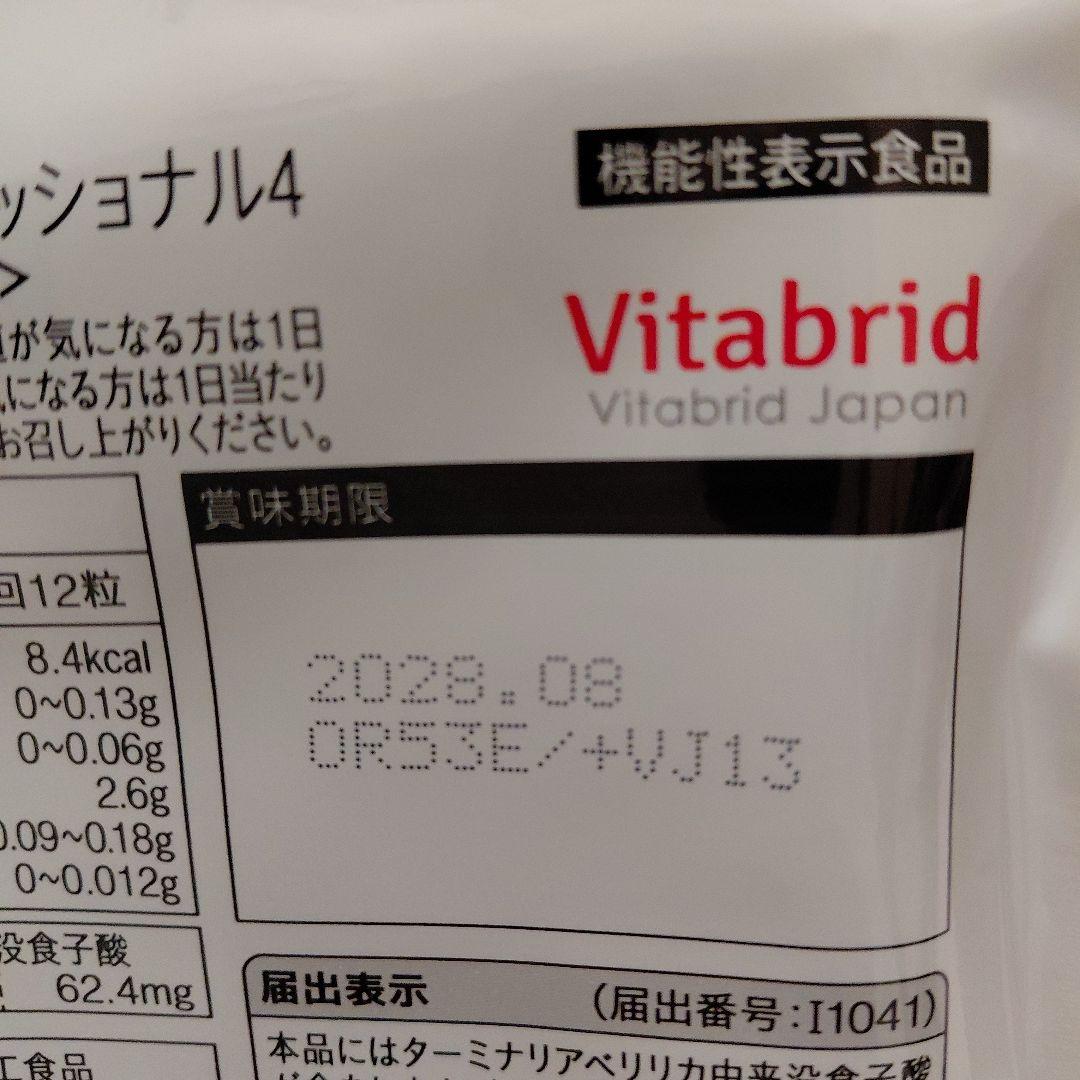 機能性表示食品
ッショナル4
>
が気になる方は1日
になる方は1日当たり
お召し上がりください。
Vitabrid
Vitabrid Japan
賞味期限
2028.08
OR53E/+VJ13
回12粒
8.4kcal
0~0.13g
0~0.06g
2.6g
0.09~0.18g
0~0.012g
没食子酸
62.4mg
工食品
届出表示
(届出番号:I1041)
本品にはターミナリアベリリカ由来没食子酸